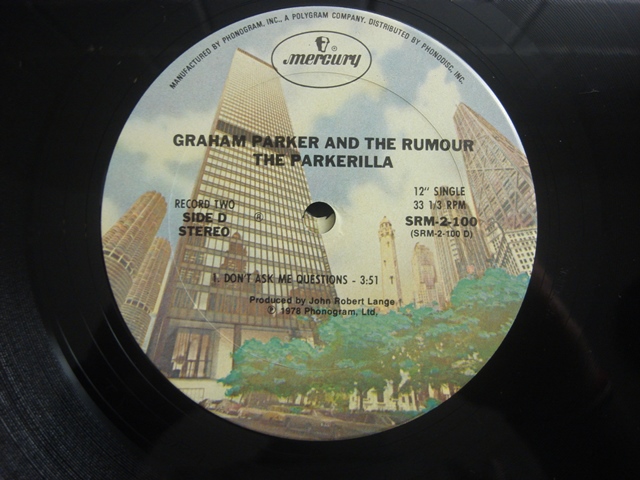 MANUFACTURED BY PHONOGRAM, INC., A POLYGRAM COMPANY, DISTRIBUTED BY PHONODISC, INC.
mercury
GRAHAM PARKER AND THE RUMOUR
THE PARKERILLA
RECORD TWO
SIDE D
STEREO
℗
12" SINGLE
33 1/3 RPM
SRM-2-100
(SRM-2-100 D)
1. DON'T ASK ME QUESTIONS - 3:51
Produced by John Robert Lange
℗ 1978 Phonogram, Ltd.